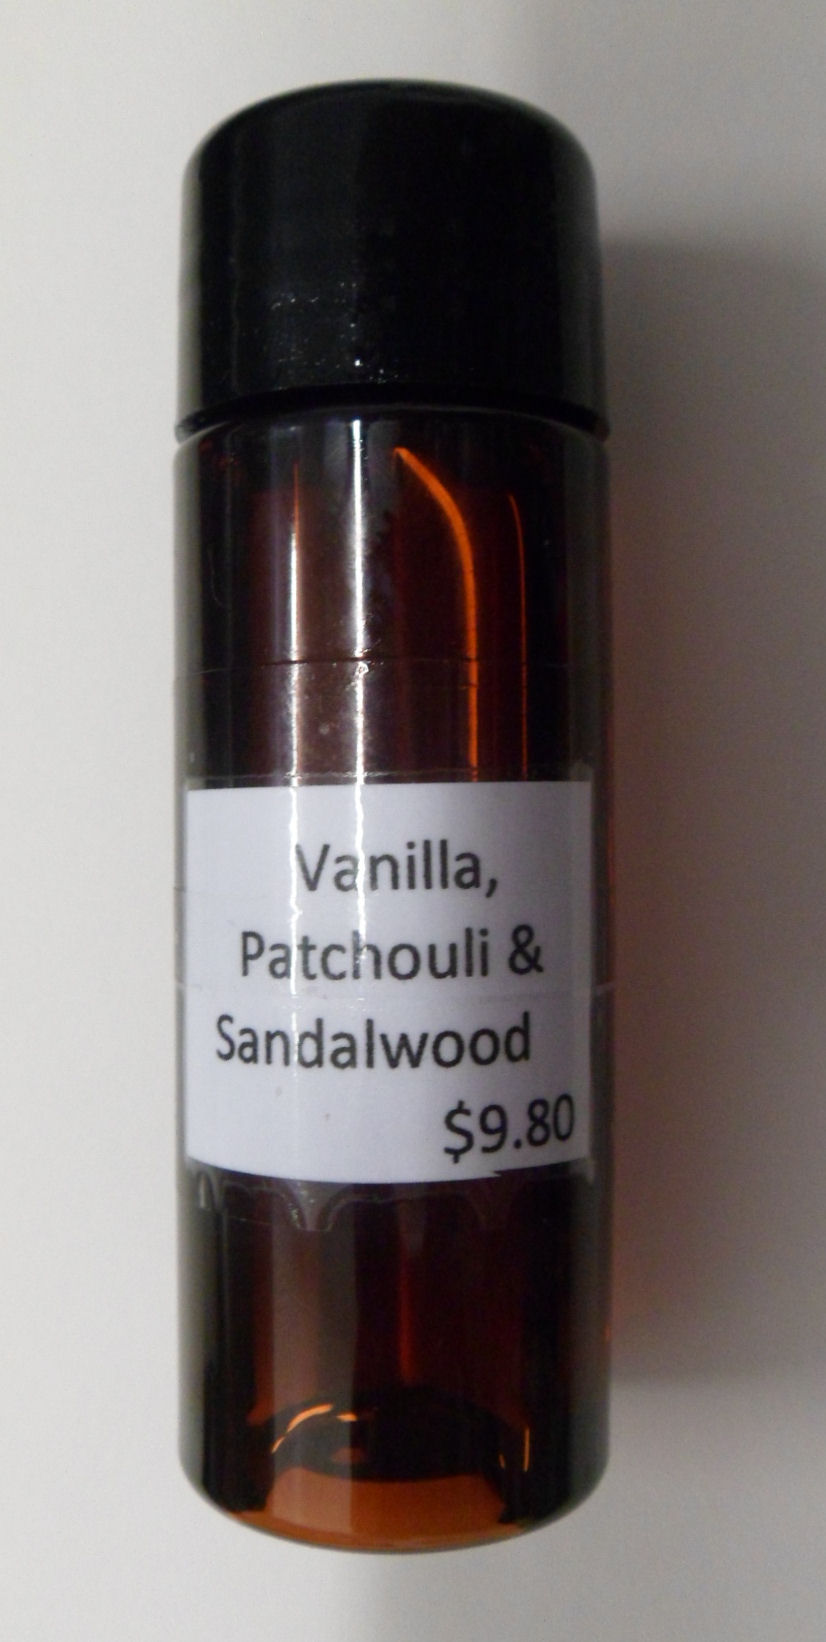 Vanilla,
Patchouli &
Sandalwood
$9.80